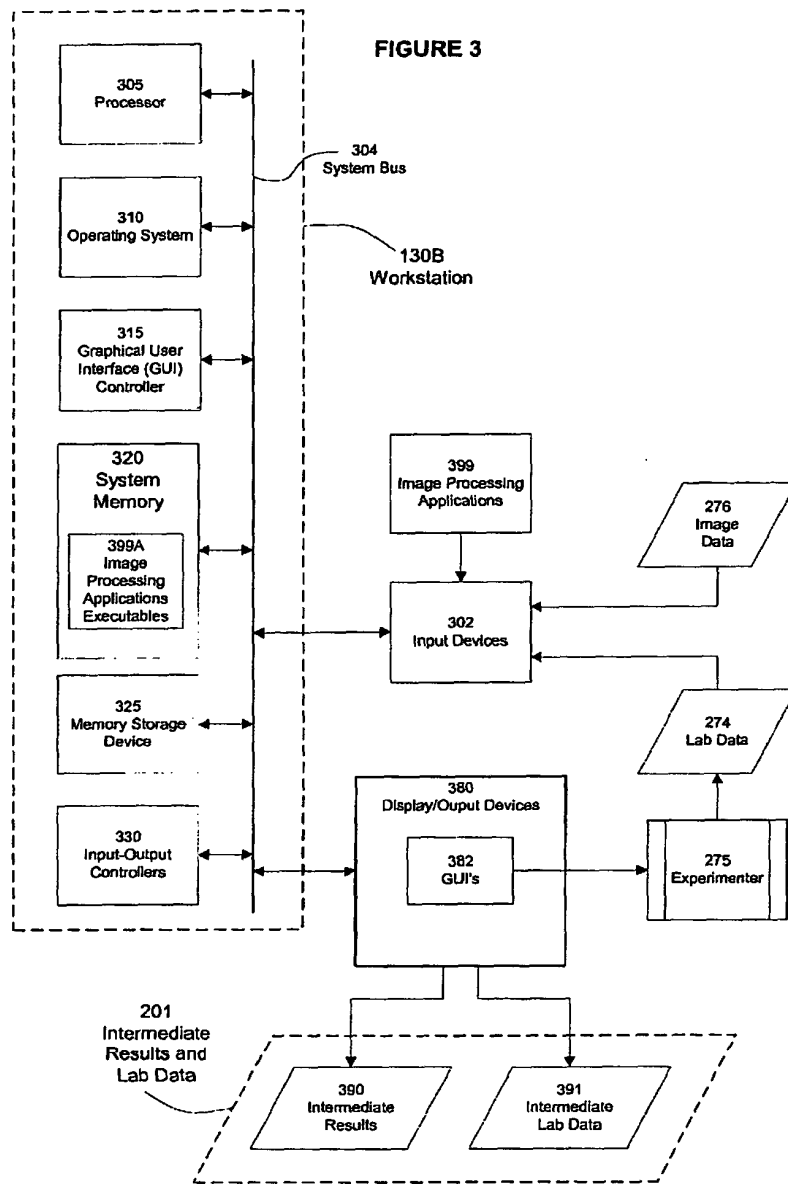 FIGURE 3
305
Processor
304
System Bus
310
Operating System
130B
Workstation
315
Graphical User
Interface (GUI)
Controller
320
System
Memory
399A
Image
Processing
Applications
Executables
399
Image Processing
Applications
276
Image
Data
302
Input Devices
325
Memory Storage
Device
274
Lab Data
380
Display/Ouput Devices
382
GUI's
275
Experimenter
330
Input-Output
Controllers
201
Intermediate
Results and
Lab Data
390
Intermediate
Results
391
Intermediate
Lab Data